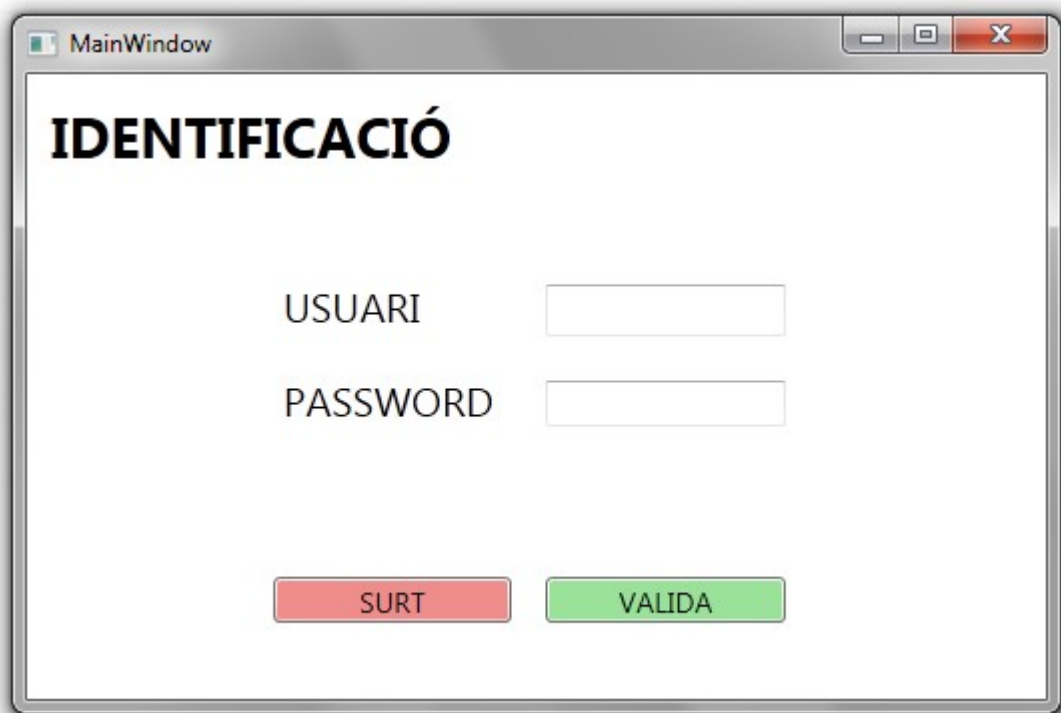 MainWindow
IDENTIFICACIÓ
USUARI
PASSWORD
SURT VALIDA